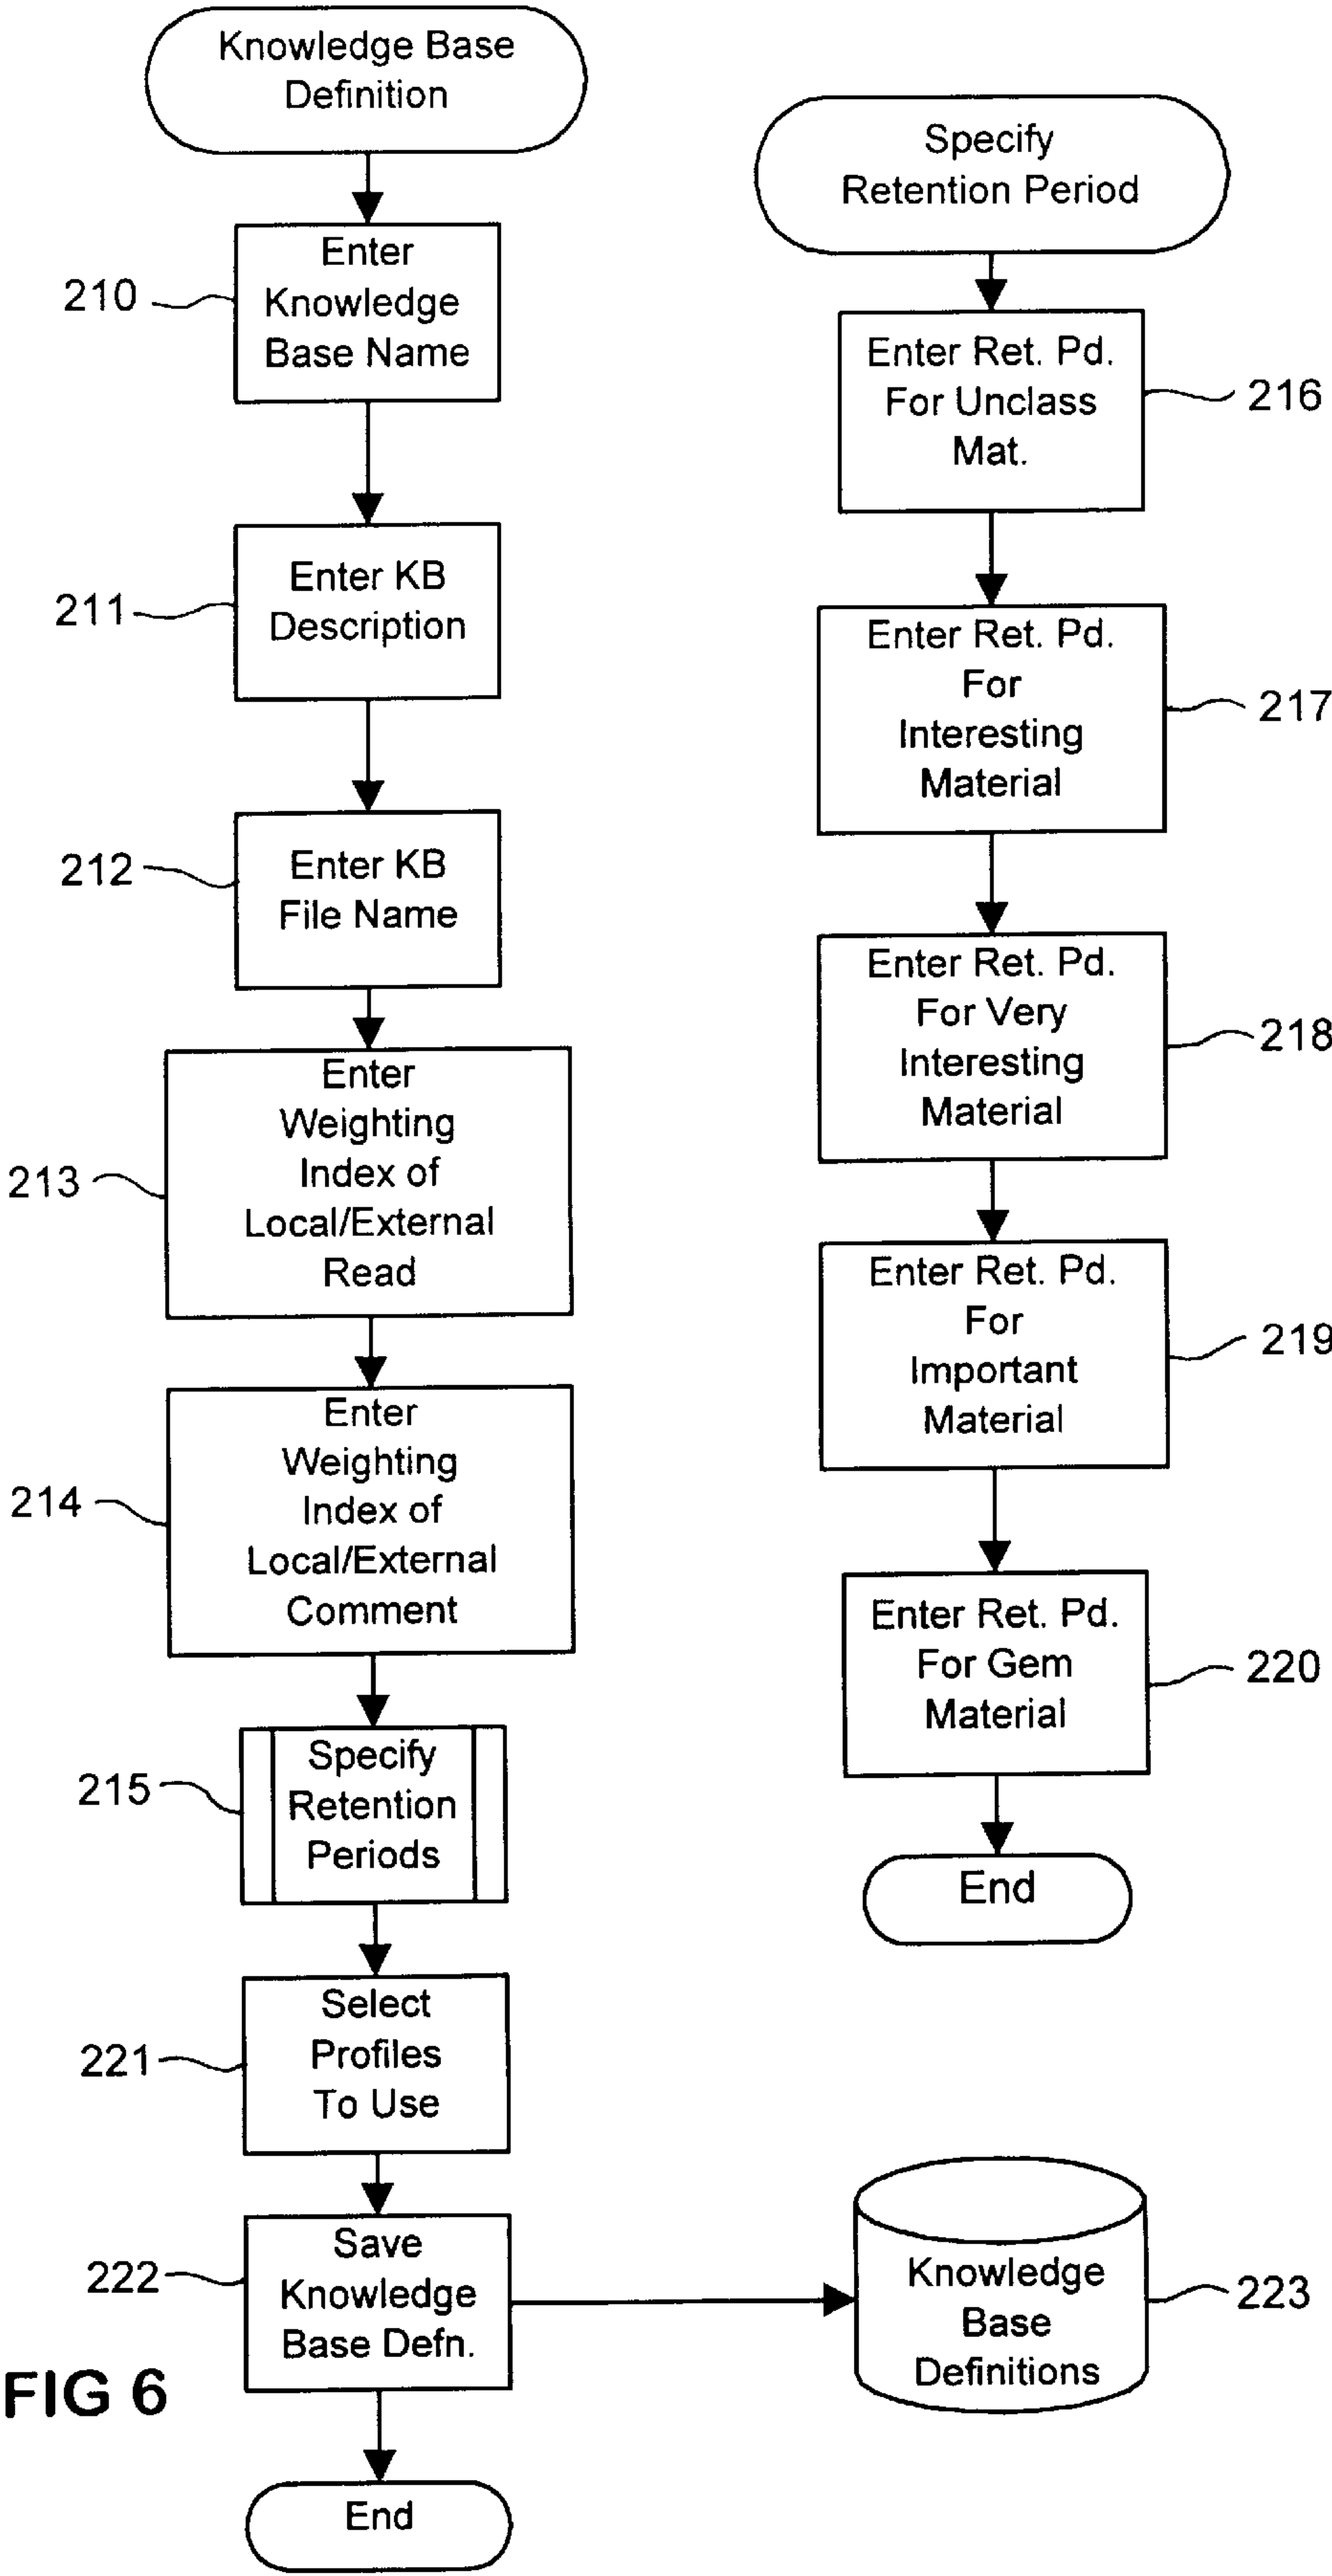 Knowledge Base
Definition
210
Enter
Knowledge
Base Name
211
Enter KB
Description
212
Enter KB
File Name
213
Enter
Weighting
Index of
Local/External
Read
214
Enter
Weighting
Index of
Local/External
Comment
215
Specify
Retention
Periods
221
Select
Profiles
To Use
222
Save
Knowledge
Base Defn.
FIG 6
End
Specify
Retention Period
Enter Ret. Pd.
For Unclass
Mat.
216
Enter Ret. Pd.
For
Interesting
Material
217
Enter Ret. Pd.
For Very
Interesting
Material
218
Enter Ret. Pd.
For
Important
Material
219
Enter Ret. Pd.
For Gem
Material
220
End
Knowledge
Base
Definitions
223